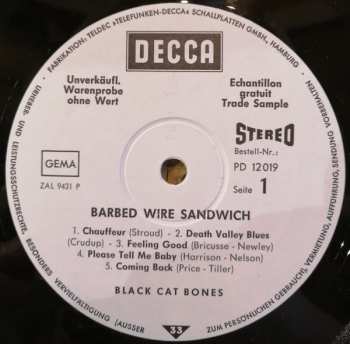 FABRIKATION: TELDEC »TELEFUNKEN-DECCA« SCHALLPLATTEN GMBH, HAMBURG
DECCA
Unverkäufl.
Warenprobe
ohne Wert
Echantillon
gratuit
Trade Sample
STEREO
Bestell-Nr.:
PD 12019
Seite 1
GEMA
ZAL 9431 P
BARBED WIRE SANDWICH
1. Chauffeur (Stroud) - 2. Death Valley Blues
(Crudup) - 3. Feeling Good (Bricusse - Newley)
4. Please Tell Me Baby (Harrison - Nelson)
5. Coming Back (Price - Tiller)
BLACK CAT BONES
33
URHEBER- UND LEISTUNGSSCHUTZRECHTE, BESONDERS VERVIELFÄLTIGUNG (AUSSER
ZUM PERSÖNLICHEN GEBRAUCH), VERMIETUNG, AUFFÜHRUNG, SENDUNG VORBEHALTEN